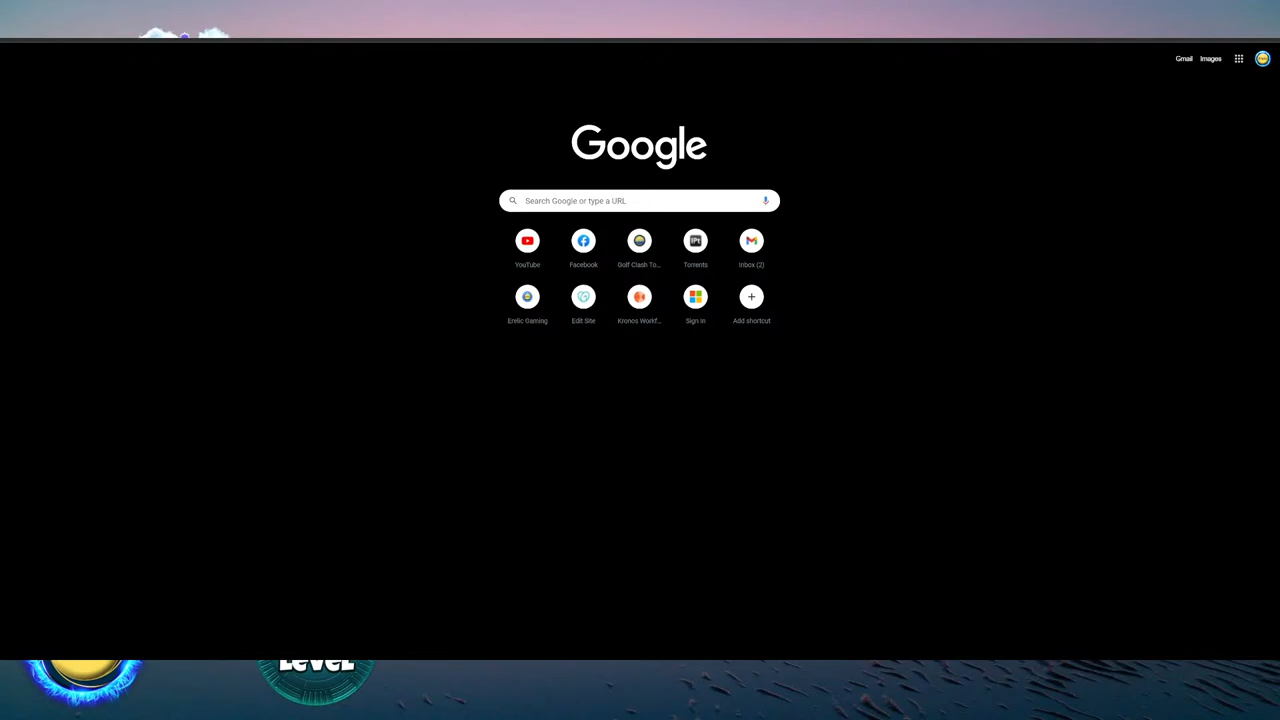 Gmail Images
Google
Search Google or type a URL
YouTube Facebook Golf Clash To... Torrents Inbox (2)
Erelic Gaming Edit Site Kronos Workf... Sign In Add shortcut
LEVEL